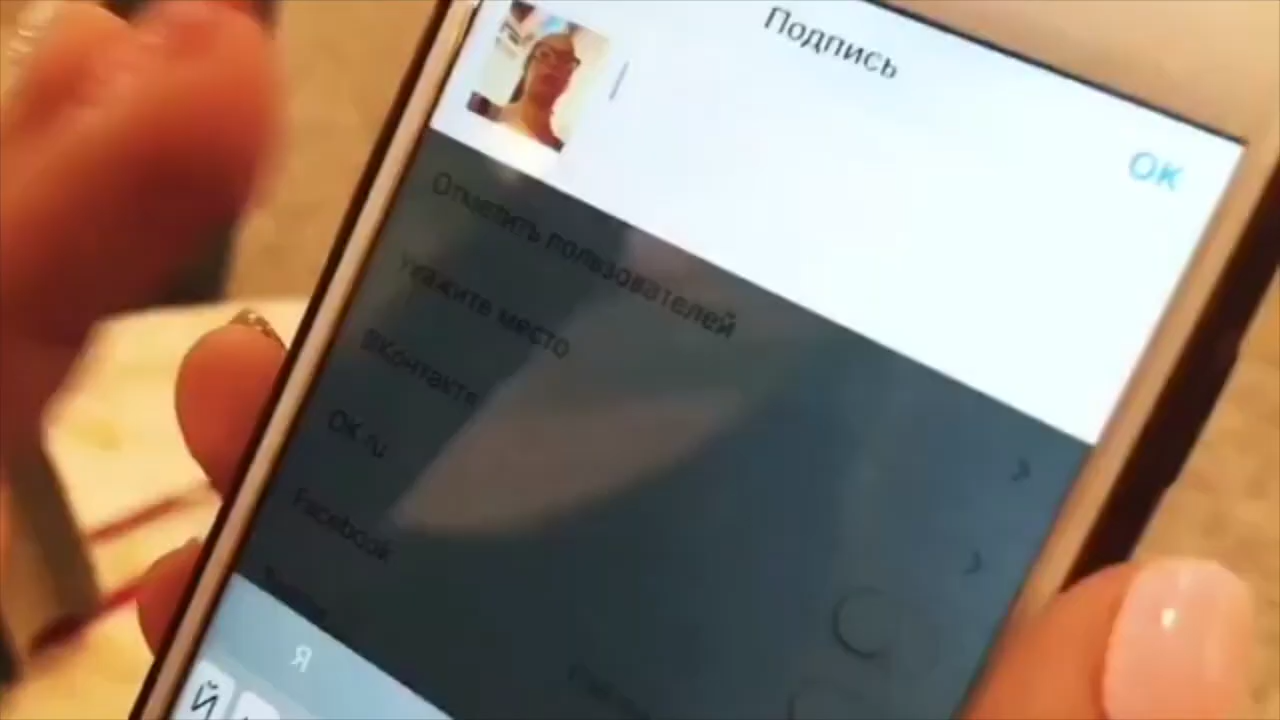 Подпись
OK
Отметить пользователей
Укажите место
ВКонтакте
OK.ru
Facebook
Я
Й